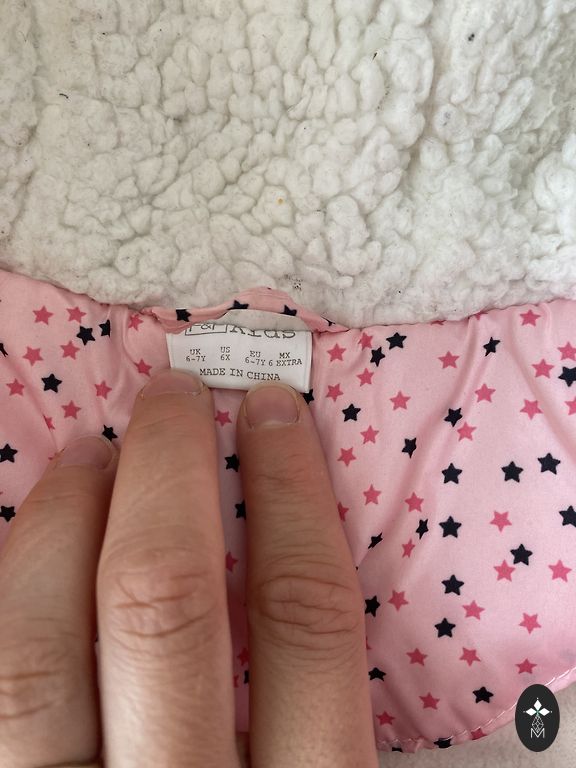 kids
UK US EU MX
6-7Y 6X 6-7Y 6 EXTRA
MADE IN CHINA
M